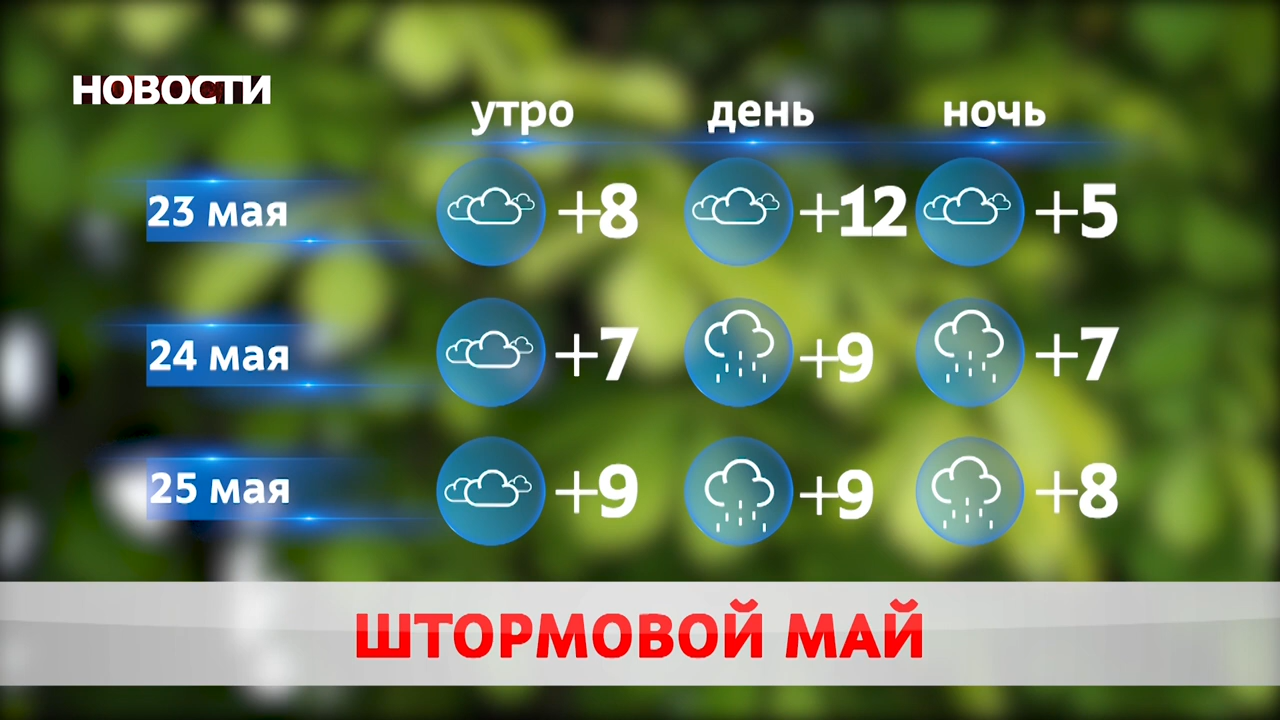 НОВОСТИ
утро день ночь
23 мая +8 +12 +5
24 мая +7 +9 +7
25 мая +9 +9 +8
ШТОРМОВОЙ МАЙ